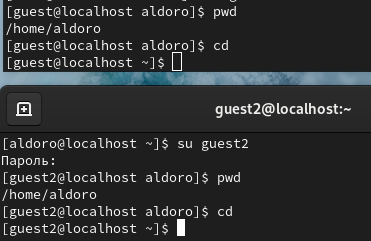 [guest@localhost aldoro]$ pwd
/home/aldoro
[guest@localhost aldoro]$ cd
[guest@localhost ~]$
guest2@localhost:~
[aldoro@localhost ~]$ su guest2
Пароль:
[guest2@localhost aldoro]$ pwd
/home/aldoro
[guest2@localhost aldoro]$ cd
[guest2@localhost ~]$